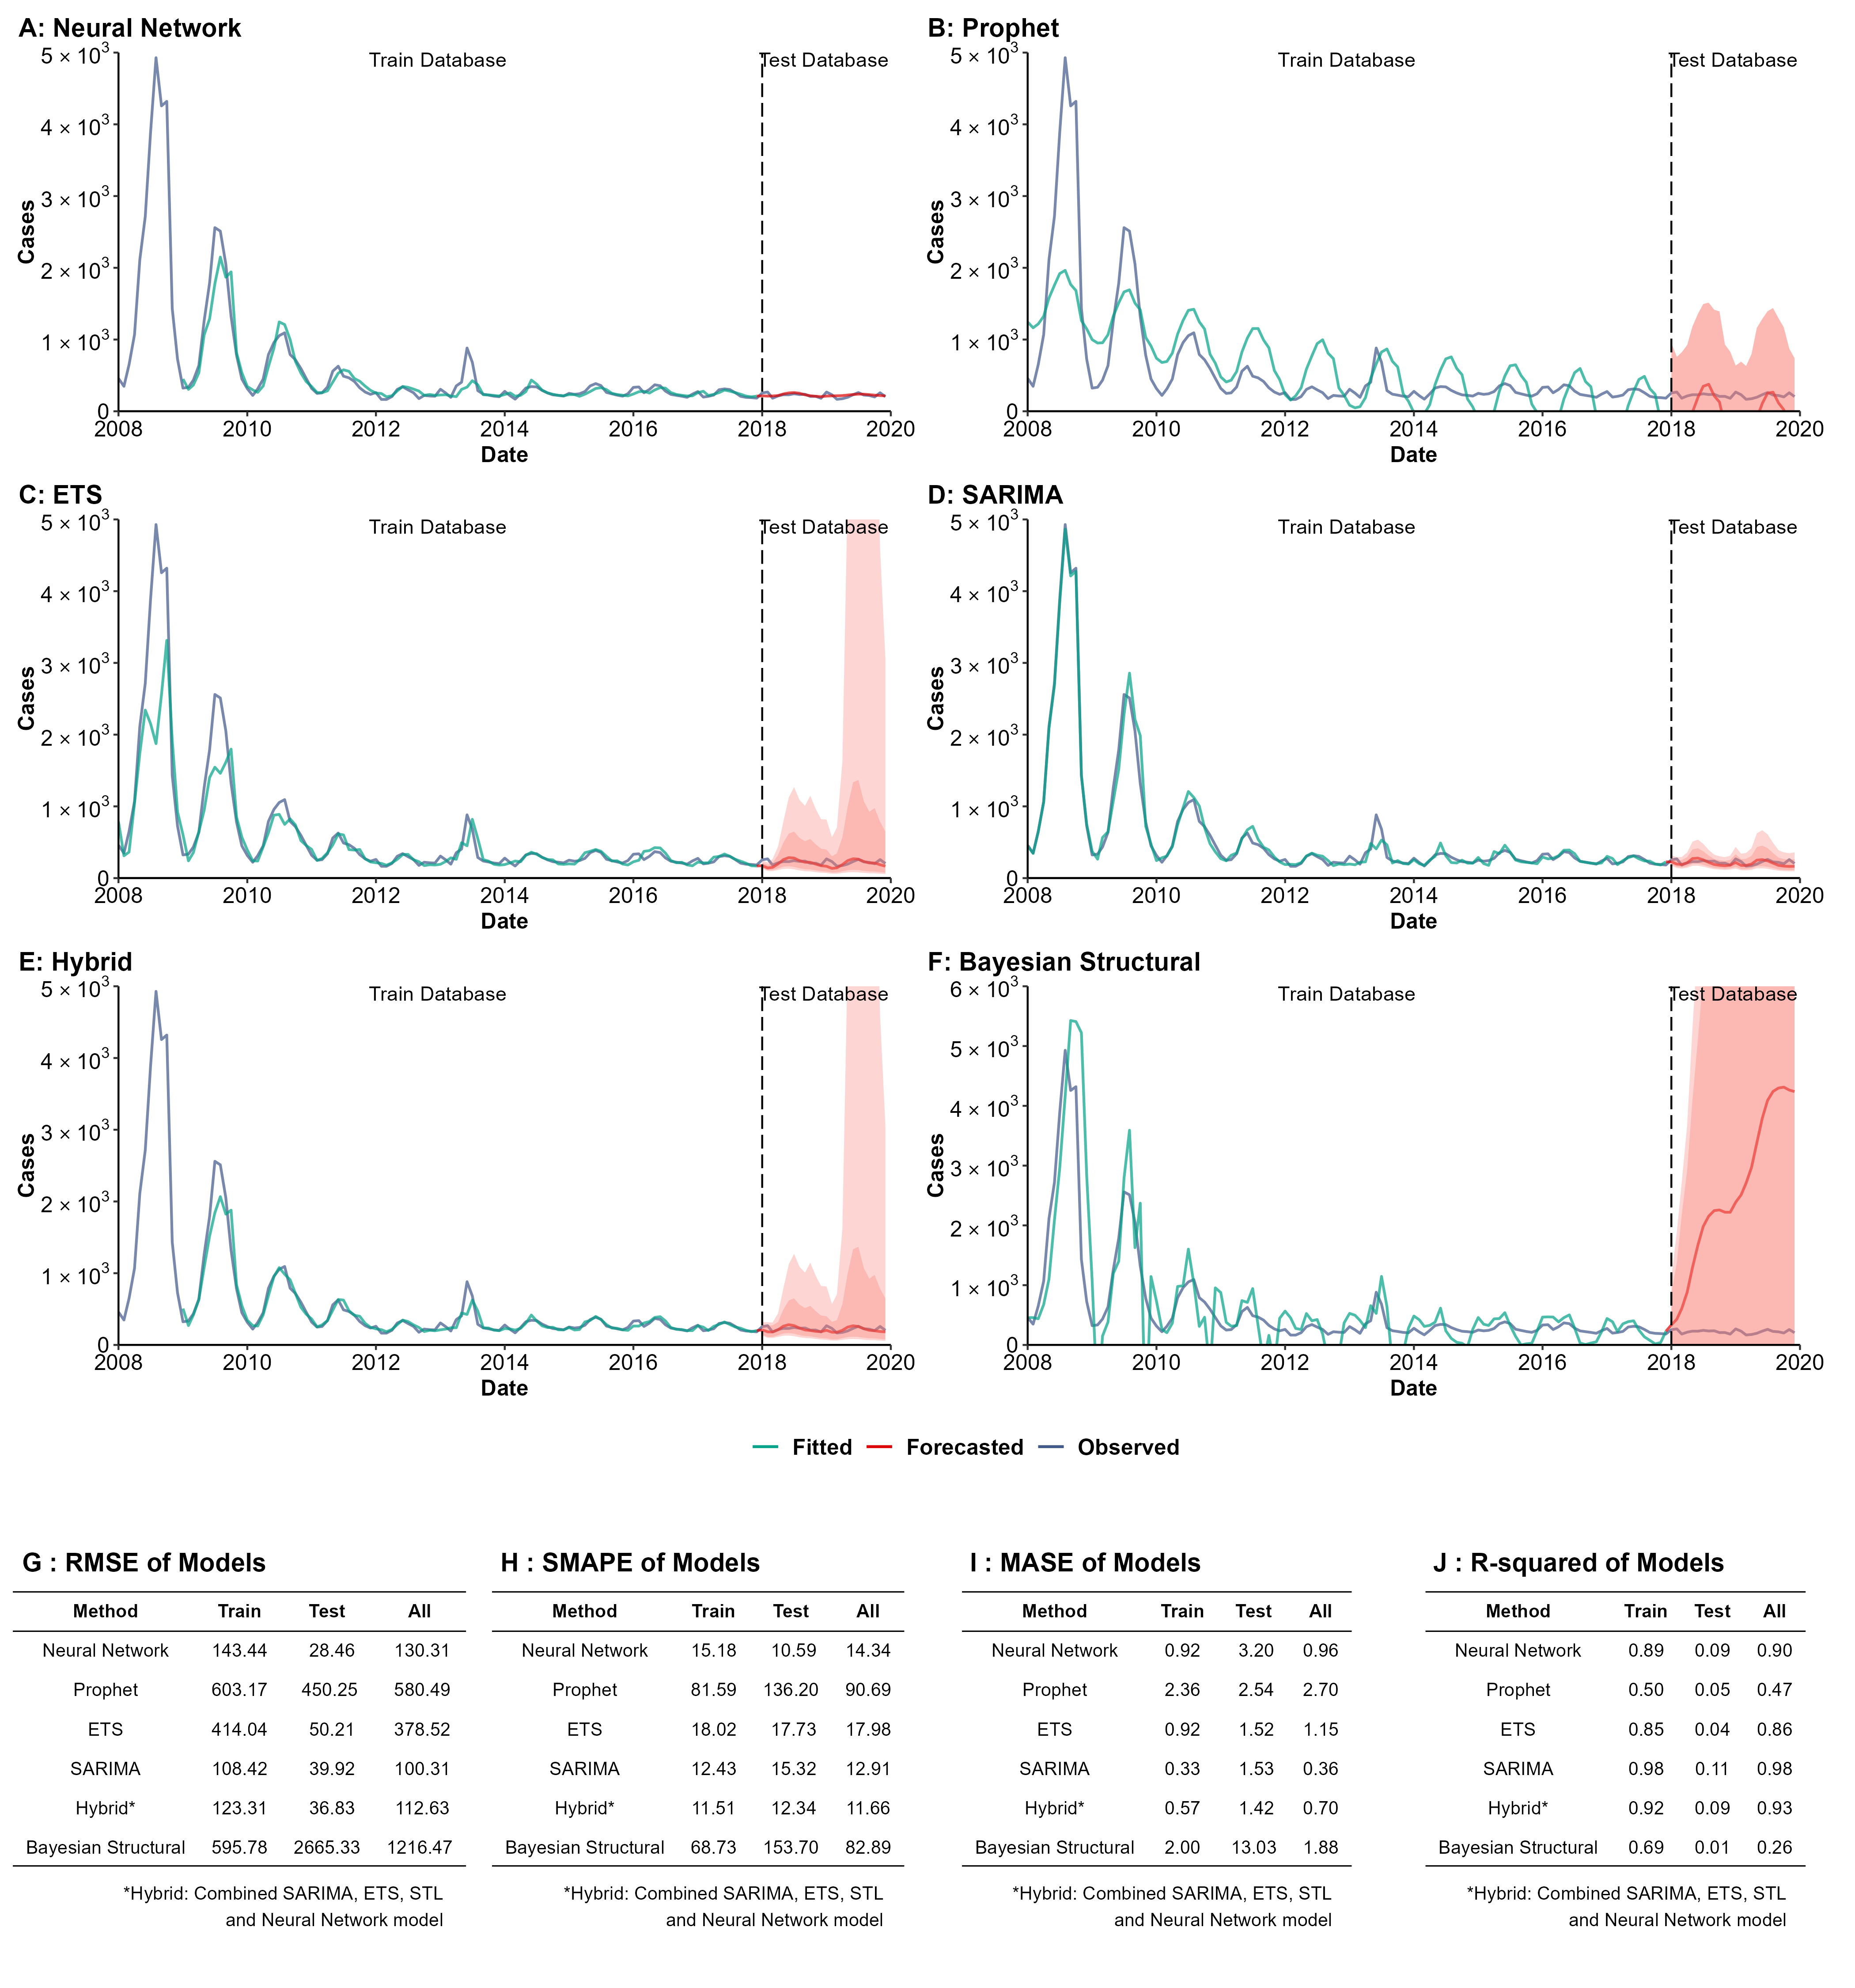 A: Neural Network
Train Database
Test Database
5 × 10³
4 × 10³
3 × 10³
2 × 10³
1 × 10³
0
Cases
2008 2010 2012 2014 2016 2018 2020
Date
B: Prophet
Train Database
Test Database
5 × 10³
4 × 10³
3 × 10³
2 × 10³
1 × 10³
0
Cases
2008 2010 2012 2014 2016 2018 2020
Date
C: ETS
Train Database
Test Database
5 × 10³
4 × 10³
3 × 10³
2 × 10³
1 × 10³
0
Cases
2008 2010 2012 2014 2016 2018 2020
Date
D: SARIMA
Train Database
Test Database
5 × 10³
4 × 10³
3 × 10³
2 × 10³
1 × 10³
0
Cases
2008 2010 2012 2014 2016 2018 2020
Date
E: Hybrid
Train Database
Test Database
5 × 10³
4 × 10³
3 × 10³
2 × 10³
1 × 10³
0
Cases
2008 2010 2012 2014 2016 2018 2020
Date
F: Bayesian Structural
Train Database
Test Database
6 × 10³
5 × 10³
4 × 10³
3 × 10³
2 × 10³
1 × 10³
0
Cases
2008 2010 2012 2014 2016 2018 2020
Date
Fitted Forecasted Observed
G : RMSE of Models
Method Train Test All
Neural Network 143.44 28.46 130.31
Prophet 603.17 450.25 580.49
ETS 414.04 50.21 378.52
SARIMA 108.42 39.92 100.31
Hybrid* 123.31 36.83 112.63
Bayesian Structural 595.78 2665.33 1216.47
*Hybrid: Combined SARIMA, ETS, STL
and Neural Network model
H : SMAPE of Models
Method Train Test All
Neural Network 15.18 10.59 14.34
Prophet 81.59 136.20 90.69
ETS 18.02 17.73 17.98
SARIMA 12.43 15.32 12.91
Hybrid* 11.51 12.34 11.66
Bayesian Structural 68.73 153.70 82.89
*Hybrid: Combined SARIMA, ETS, STL
and Neural Network model
I : MASE of Models
Method Train Test All
Neural Network 0.92 3.20 0.96
Prophet 2.36 2.54 2.70
ETS 0.92 1.52 1.15
SARIMA 0.33 1.53 0.36
Hybrid* 0.57 1.42 0.70
Bayesian Structural 2.00 13.03 1.88
*Hybrid: Combined SARIMA, ETS, STL
and Neural Network model
J : R-squared of Models
Method Train Test All
Neural Network 0.89 0.09 0.90
Prophet 0.50 0.05 0.47
ETS 0.85 0.04 0.86
SARIMA 0.98 0.11 0.98
Hybrid* 0.92 0.09 0.93
Bayesian Structural 0.69 0.01 0.26
*Hybrid: Combined SARIMA, ETS, STL
and Neural Network model